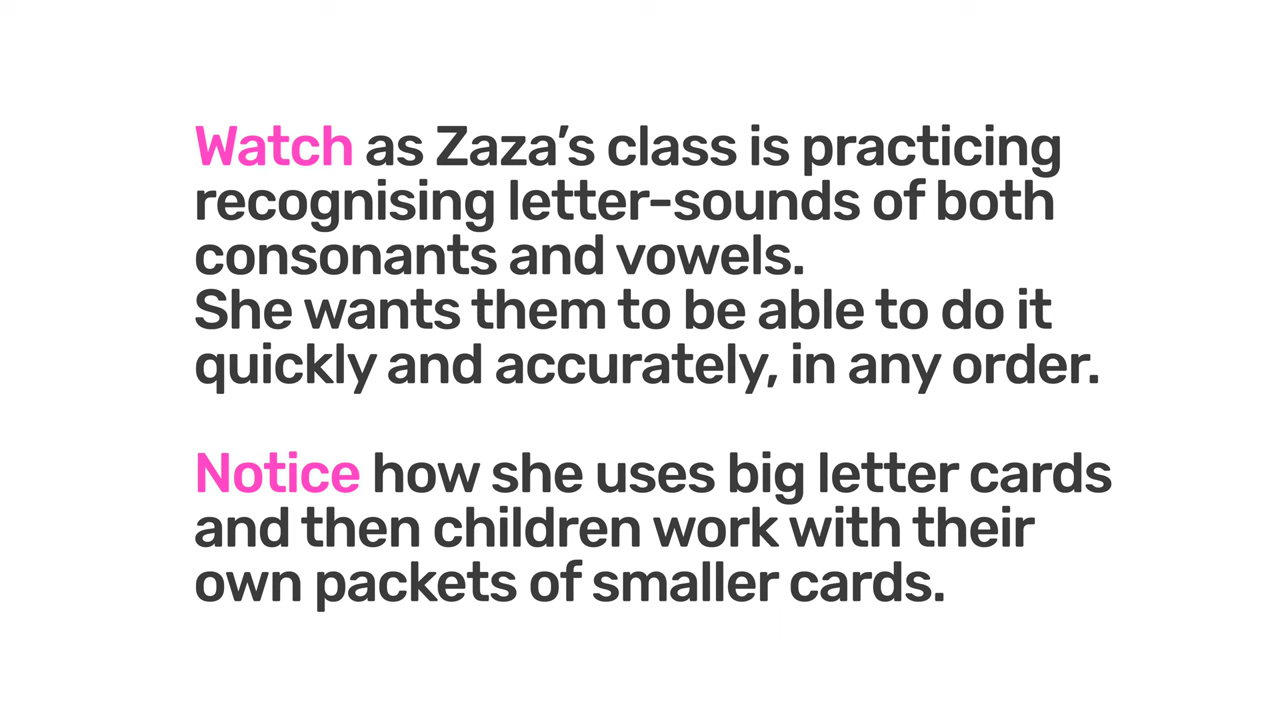 Watch as Zaza’s class is practicing
recognising letter-sounds of both
consonants and vowels.
She wants them to be able to do it
quickly and accurately, in any order.
Notice how she uses big letter cards
and then children work with their
own packets of smaller cards.